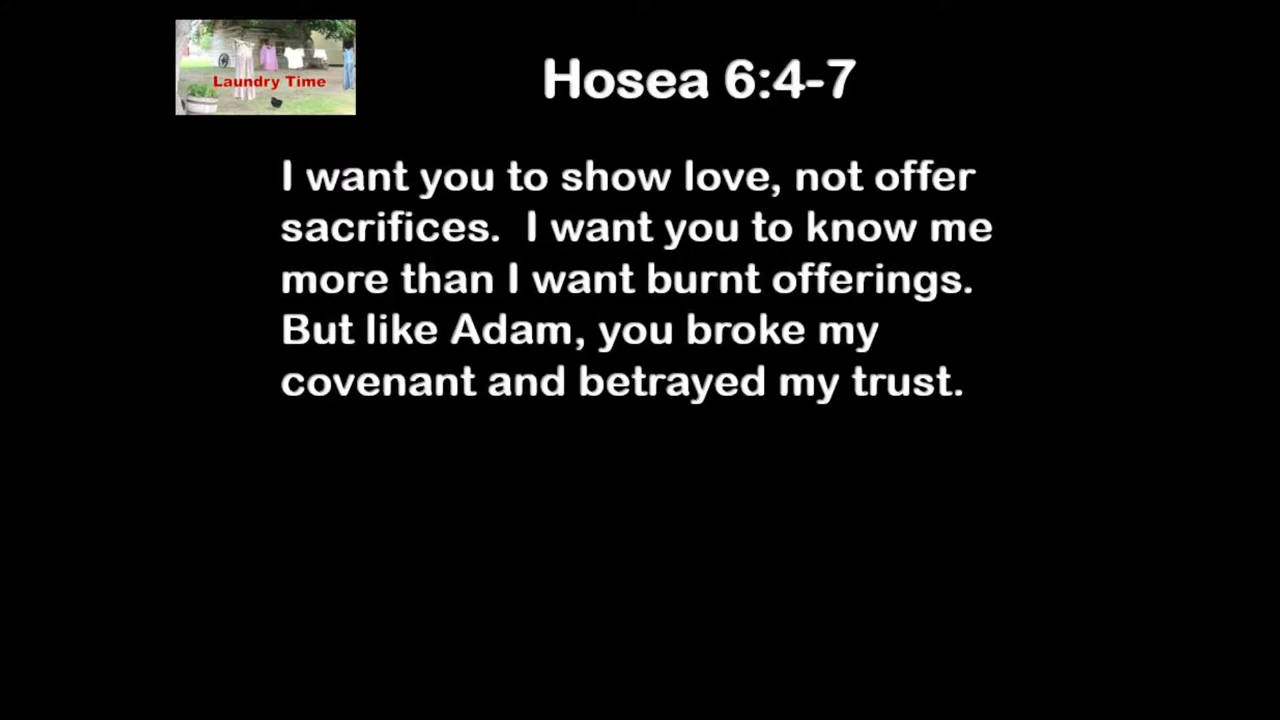 Laundry Time
Hosea 6:4-7
I want you to show love, not offer
sacrifices.  I want you to know me
more than I want burnt offerings.
But like Adam, you broke my
covenant and betrayed my trust.